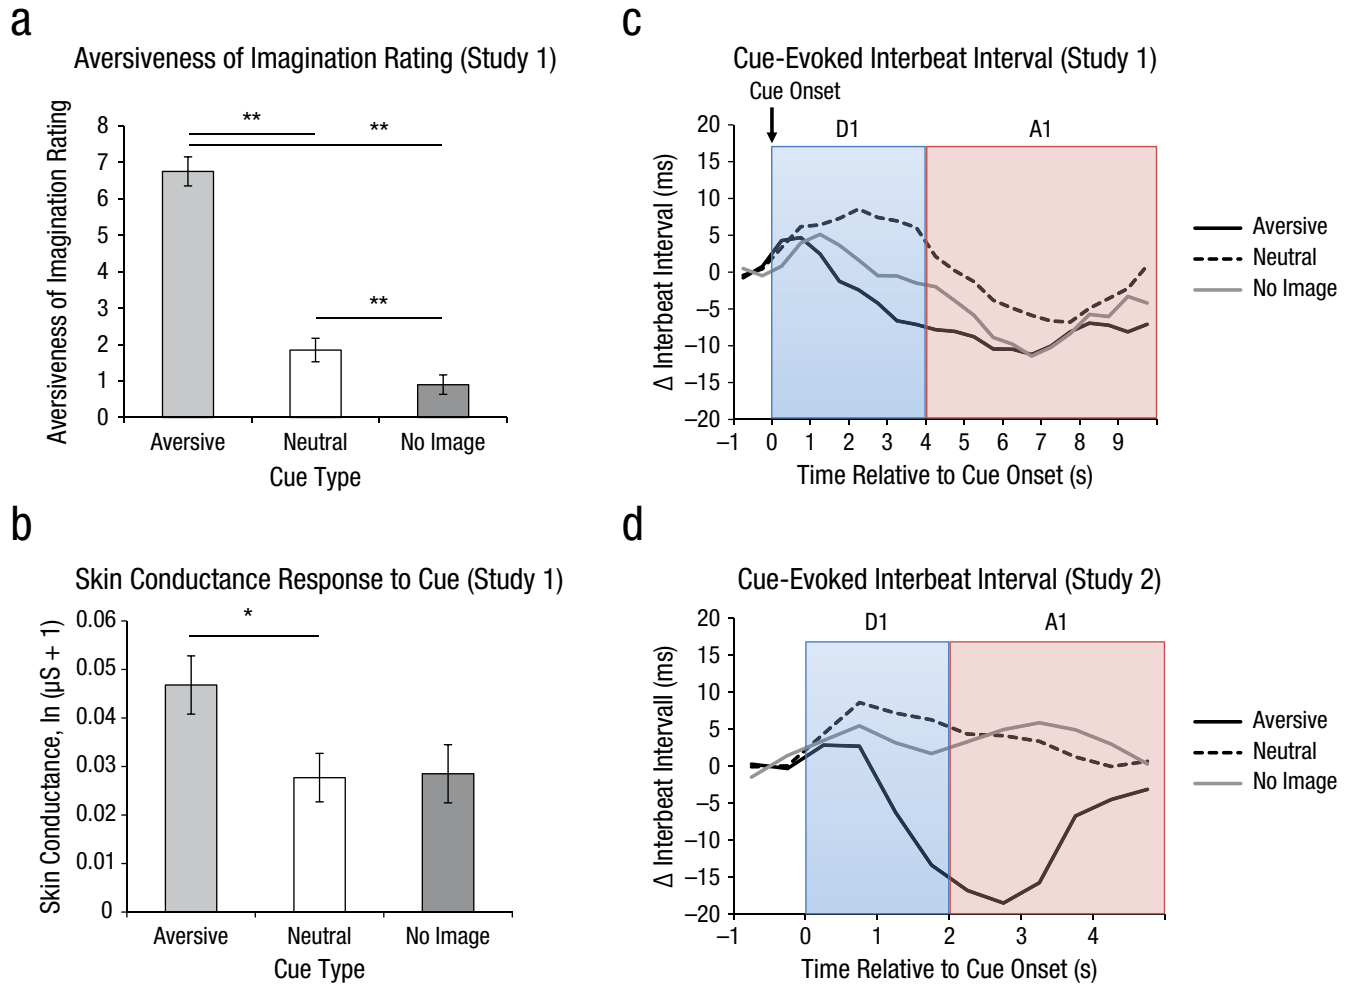 a
Aversiveness of Imagination Rating (Study 1)
Aversiveness of Imagination Rating
8
7
6
5
4
3
2
1
0
**
**
**
Aversive Neutral No Image
Cue Type
b
Skin Conductance Response to Cue (Study 1)
Skin Conductance, ln (µS + 1)
0.06
0.05
0.04
0.03
0.02
0.01
0
*
Aversive Neutral No Image
Cue Type
c
Cue-Evoked Interbeat Interval (Study 1)
Cue Onset
D1 A1
Δ Interbeat Interval (ms)
20
15
10
5
0
–5
–10
–15
–20
–1 0 1 2 3 4 5 6 7 8 9
Time Relative to Cue Onset (s)
Aversive
Neutral
No Image
d
Cue-Evoked Interbeat Interval (Study 2)
D1 A1
Δ Interbeat Intervall (ms)
20
15
10
5
0
–5
–10
–15
–20
–1 0 1 2 3 4
Time Relative to Cue Onset (s)
Aversive
Neutral
No Image